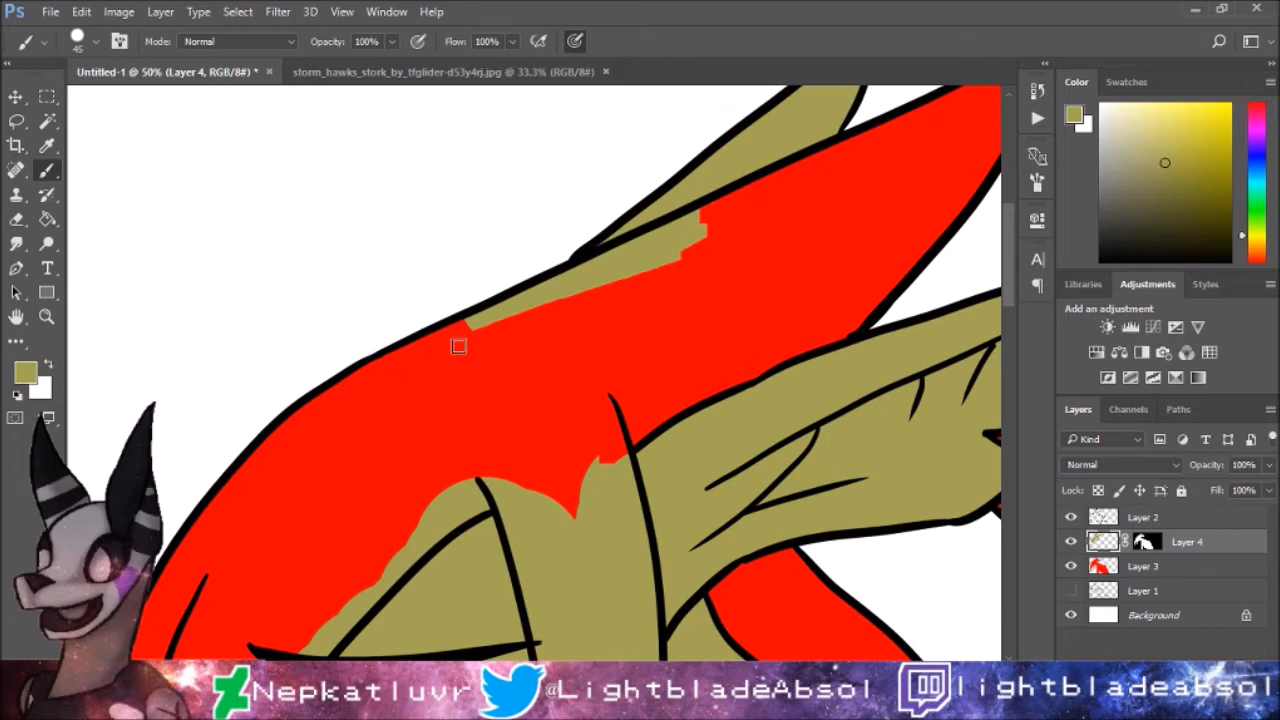 Ps File Edit Image Layer Type Select Filter 3D View Window Help
45 Mode: Normal Opacity: 100% Flow: 100%
Untitled-1 @ 50% (Layer 4, RGB/8#) * × storm_hawks_stork_by_tfglider-d53y4rj.jpg @ 33.3% (RGB/8#) ×
Color Swatches
Libraries Adjustments Styles
Add an adjustment
Layers Channels Paths
Kind
Normal Opacity: 100%
Lock: Fill: 100%
Layer 2
Layer 4
Layer 3
Layer 1
Background
Nepkatluvr @LightbladeAbsol lightbladeabsol